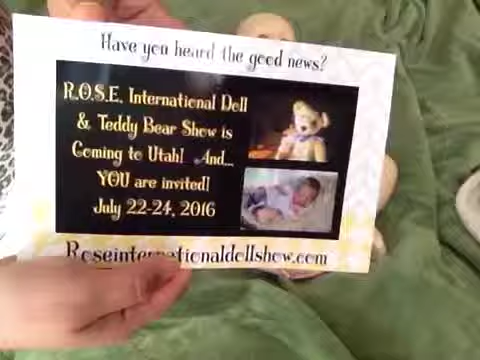 Have you heard the good news?
R.O.S.E. International Doll
& Teddy Bear Show is
Coming to Utah! And...
YOU are invited!
July 22-24, 2016
Roseinternationaldollshow.com